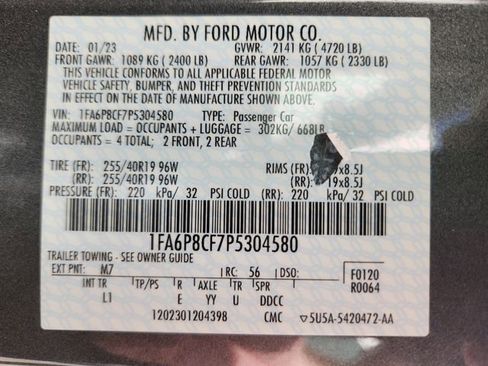 MFD. BY FORD MOTOR CO.
DATE: 01/23 GVWR: 2141 KG (4720 LB)
FRONT GAWR: 1089 KG (2400 LB) REAR GAWR: 1057 KG (2330 LB)
THIS VEHICLE CONFORMS TO ALL APPLICABLE FEDERAL MOTOR
VEHICLE SAFETY, BUMPER, AND THEFT PREVENTION STANDARDS
IN EFFECT ON THE DATE OF MANUFACTURE SHOWN ABOVE.
VIN: 1FA6P8CF7P5304580 TYPE: Passenger Car
MAXIMUM LOAD = OCCUPANTS + LUGGAGE = 302KG/ 668LB
OCCUPANTS = 4 TOTAL; 2 FRONT, 2 REAR
TIRE (FR): 255/40R19 96W RIMS (FR): 19x8.5J
(RR): 255/40R19 96W (RR): 19x8.5J
PRESSURE (FR): 220 kPa/ 32 PSI COLD (RR): 220 kPa/ 32 PSI COLD
1FA6P8CF7P5304580
TRAILER TOWING - SEE OWNER GUIDE
EXT PNT: M7 RC: 56 DSO: F0120
INT TR TP/PS R AXLE TR SPR R0064
L1 E YY U DDCC
1202301204398 CMC ▽5U5A-5420472-AA